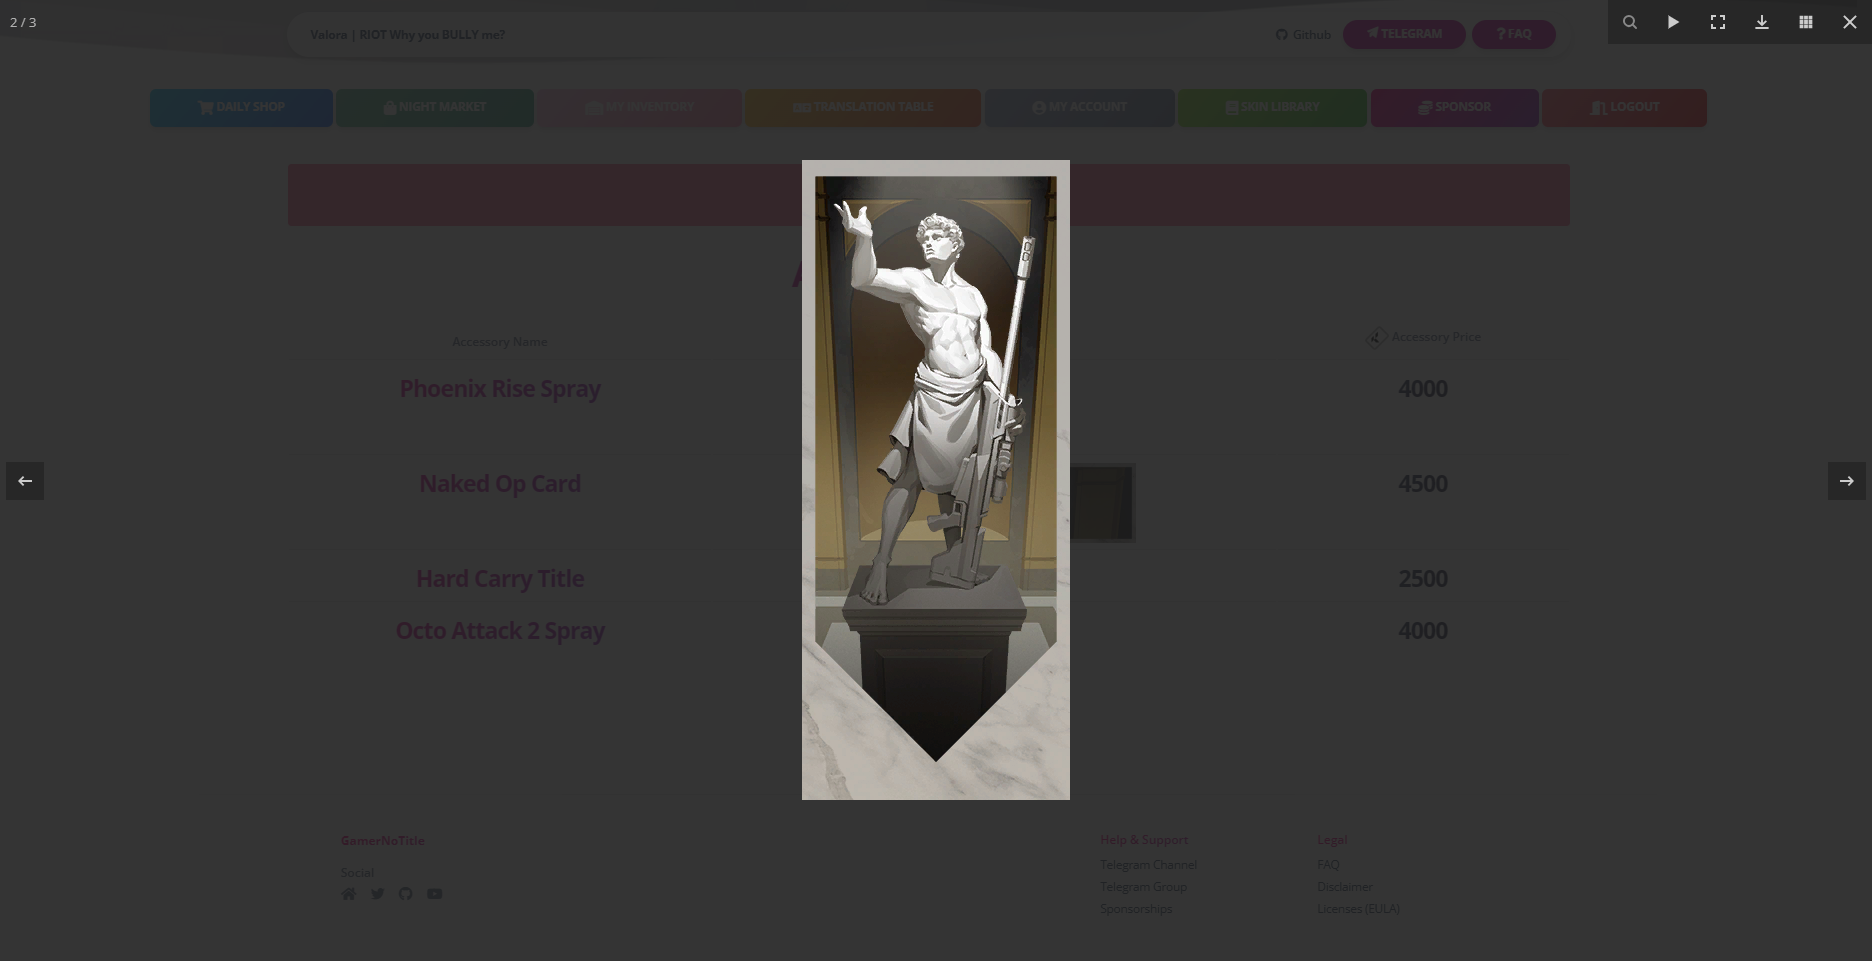 2 / 3
Valora | RIOT Why you BULLY me?
Github
TELEGRAM
FAQ
DAILY SHOP
NIGHT MARKET
MY INVENTORY
TRANSLATION TABLE
MY ACCOUNT
SKIN LIBRARY
SPONSOR
LOGOUT
Accessory Name
Accessory Price
Phoenix Rise Spray
4000
Naked Op Card
4500
Hard Carry Title
2500
Octo Attack 2 Spray
4000
GamerNoTitle
Help & Support
Legal
Social
Telegram Channel
FAQ
Telegram Group
Disclaimer
Sponsorships
Licenses (EULA)